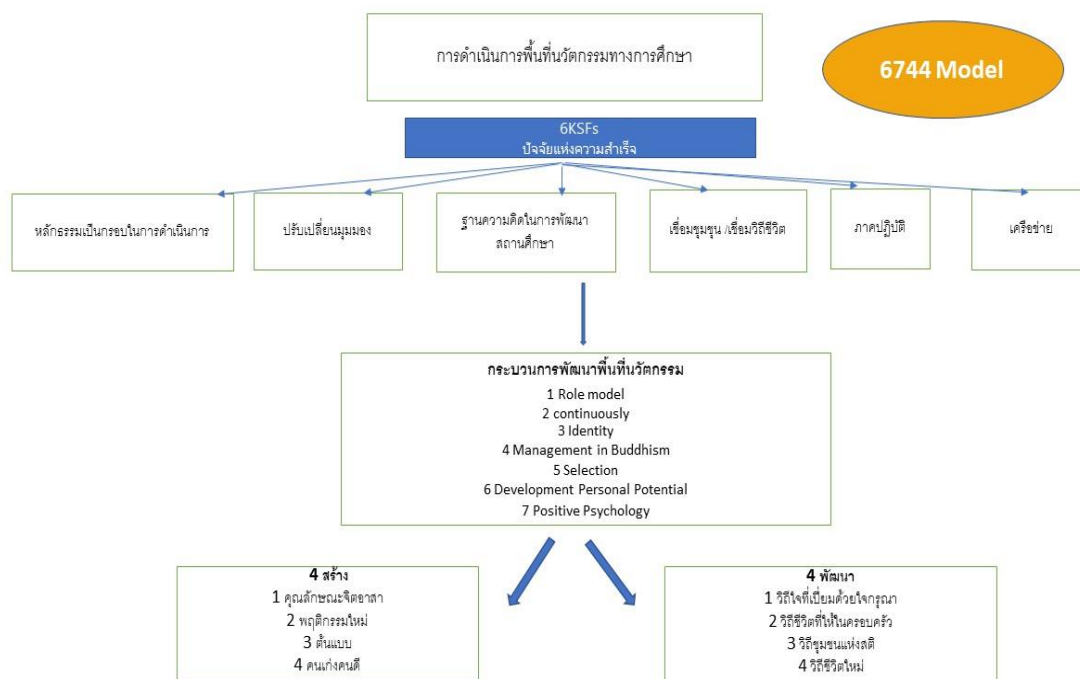 การดำเนินการพื้นที่นวัตกรรมทางการศึกษา
6744 Model
6KSFs
ปัจจัยแห่งความสำเร็จ
หลักธรรมเป็นกรอบในการดำเนินการ
ปรับเปลี่ยนมุมมอง
ฐานความคิดในการพัฒนา
สถานศึกษา
เชื่อมชุมชน /เชื่อมวิถีชีวิต
ภาคปฏิบัติ
เครือข่าย
กระบวนการพัฒนาพื้นที่นวัตกรรม
1 Role model
2 continuously
3 Identity
4 Management in Buddhism
5 Selection
6 Development Personal Potential
7 Positive Psychology
4 สร้าง
1 คุณลักษณะจิตอาสา
2 พฤติกรรมใหม่
3 ต้นแบบ
4 คนเก่งคนดี
4 พัฒนา
1 วิถีใจที่เปี่ยมด้วยใจกรุณา
2 วิถีชีวิตที่ให้ในครอบครัว
3 วิถีชุมชนแห่งสติ
4 วิถีชีวิตใหม่